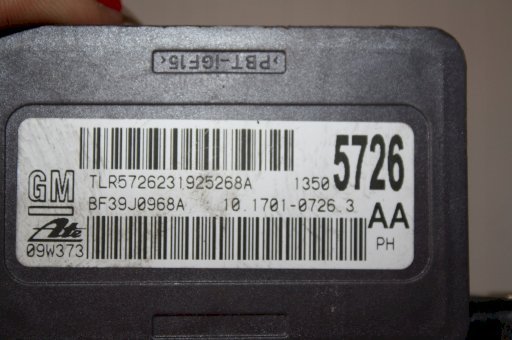 >PBT-IGF15<
TLR5726231925268A 1350 5726
GM BF39J0968A 10.1701-0726.3 AA
Ate
09W373 PH